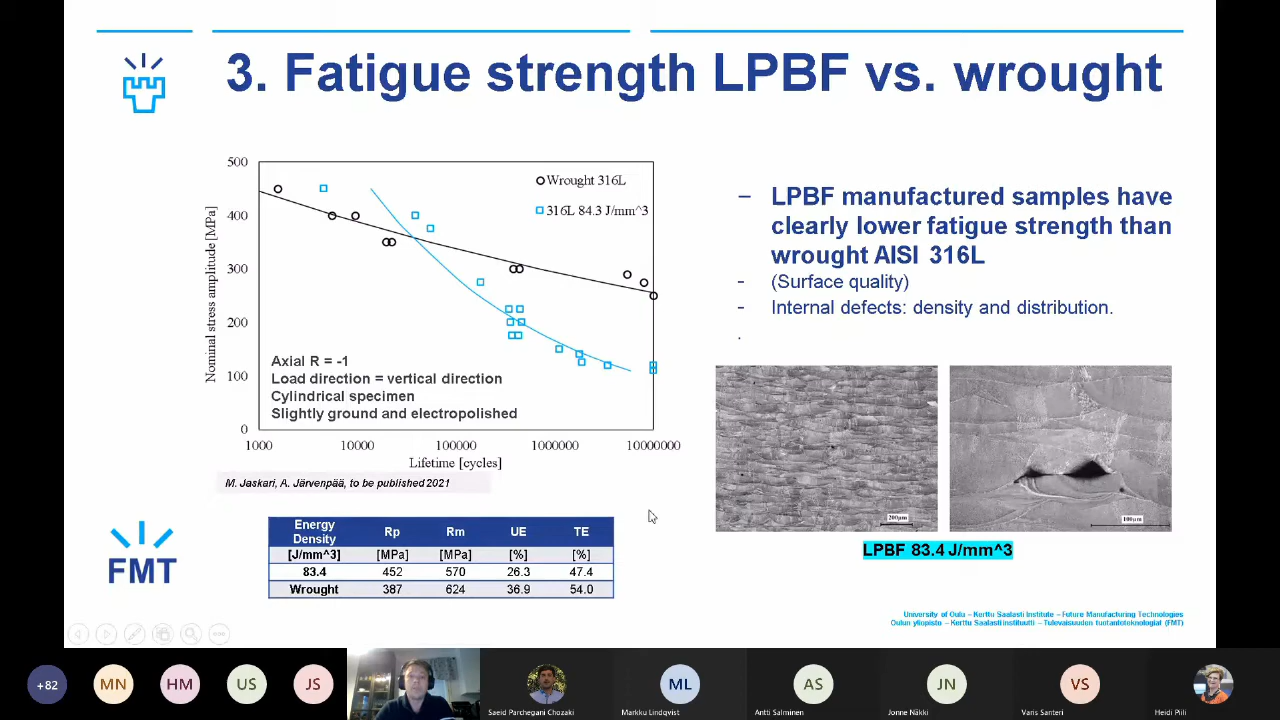 3. Fatigue strength LPBF vs. wrought
500
400
300
200
100
0
Nominal stress amplitude [MPa]
Wrought 316L
316L 84.3 J/mm^3
Axial R = -1
Load direction = vertical direction
Cylindrical specimen
Slightly ground and electropolished
1000 10000 100000 1000000 10000000
Lifetime [cycles]
M. Jaskari, A. Järvenpää, to be published 2021
– LPBF manufactured samples have
clearly lower fatigue strength than
wrought AISI 316L
- (Surface quality)
- Internal defects: density and distribution.
.
200µm
100µm
LPBF 83.4 J/mm^3
FMT
Energy Density Rp Rm UE TE
[J/mm^3] [MPa] [MPa] [%] [%]
83.4 452 570 26.3 47.4
Wrought 387 624 36.9 54.0
University of Oulu – Kerttu Saalasti Institute – Future Manufacturing Technologies
Oulun yliopisto – Kerttu Saalasti instituutti – Tulevaisuuden tuotantoteknologiat (FMT)
+82 MN HM US JS ML AS JN VS
Saeid Parchegani Chozaki Markku Lindqvist Antti Salminen Jonne Näkki Varis Santeri Heidi Piili